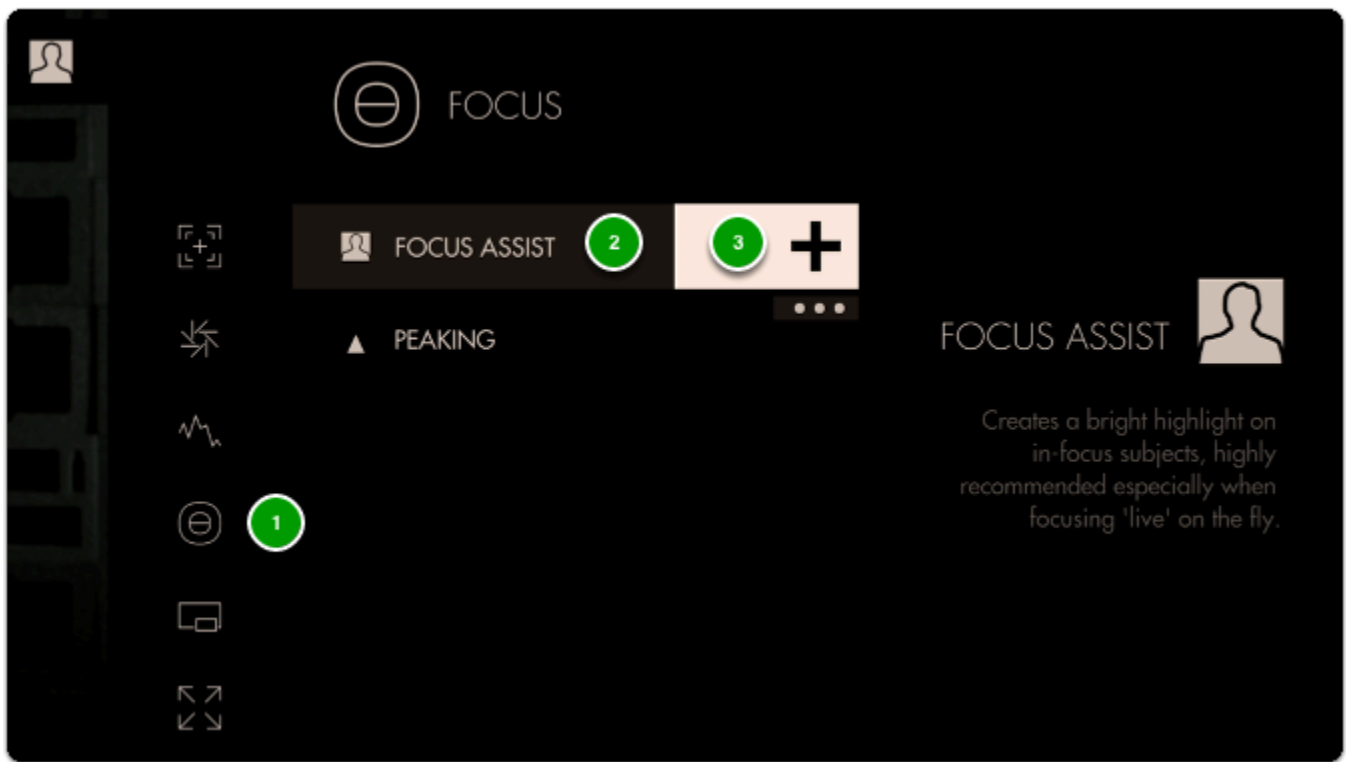 FOCUS
FOCUS ASSIST 2 3
PEAKING
1
FOCUS ASSIST
Creates a bright highlight on
in-focus subjects, highly
recommended especially when
focusing 'live' on the fly.